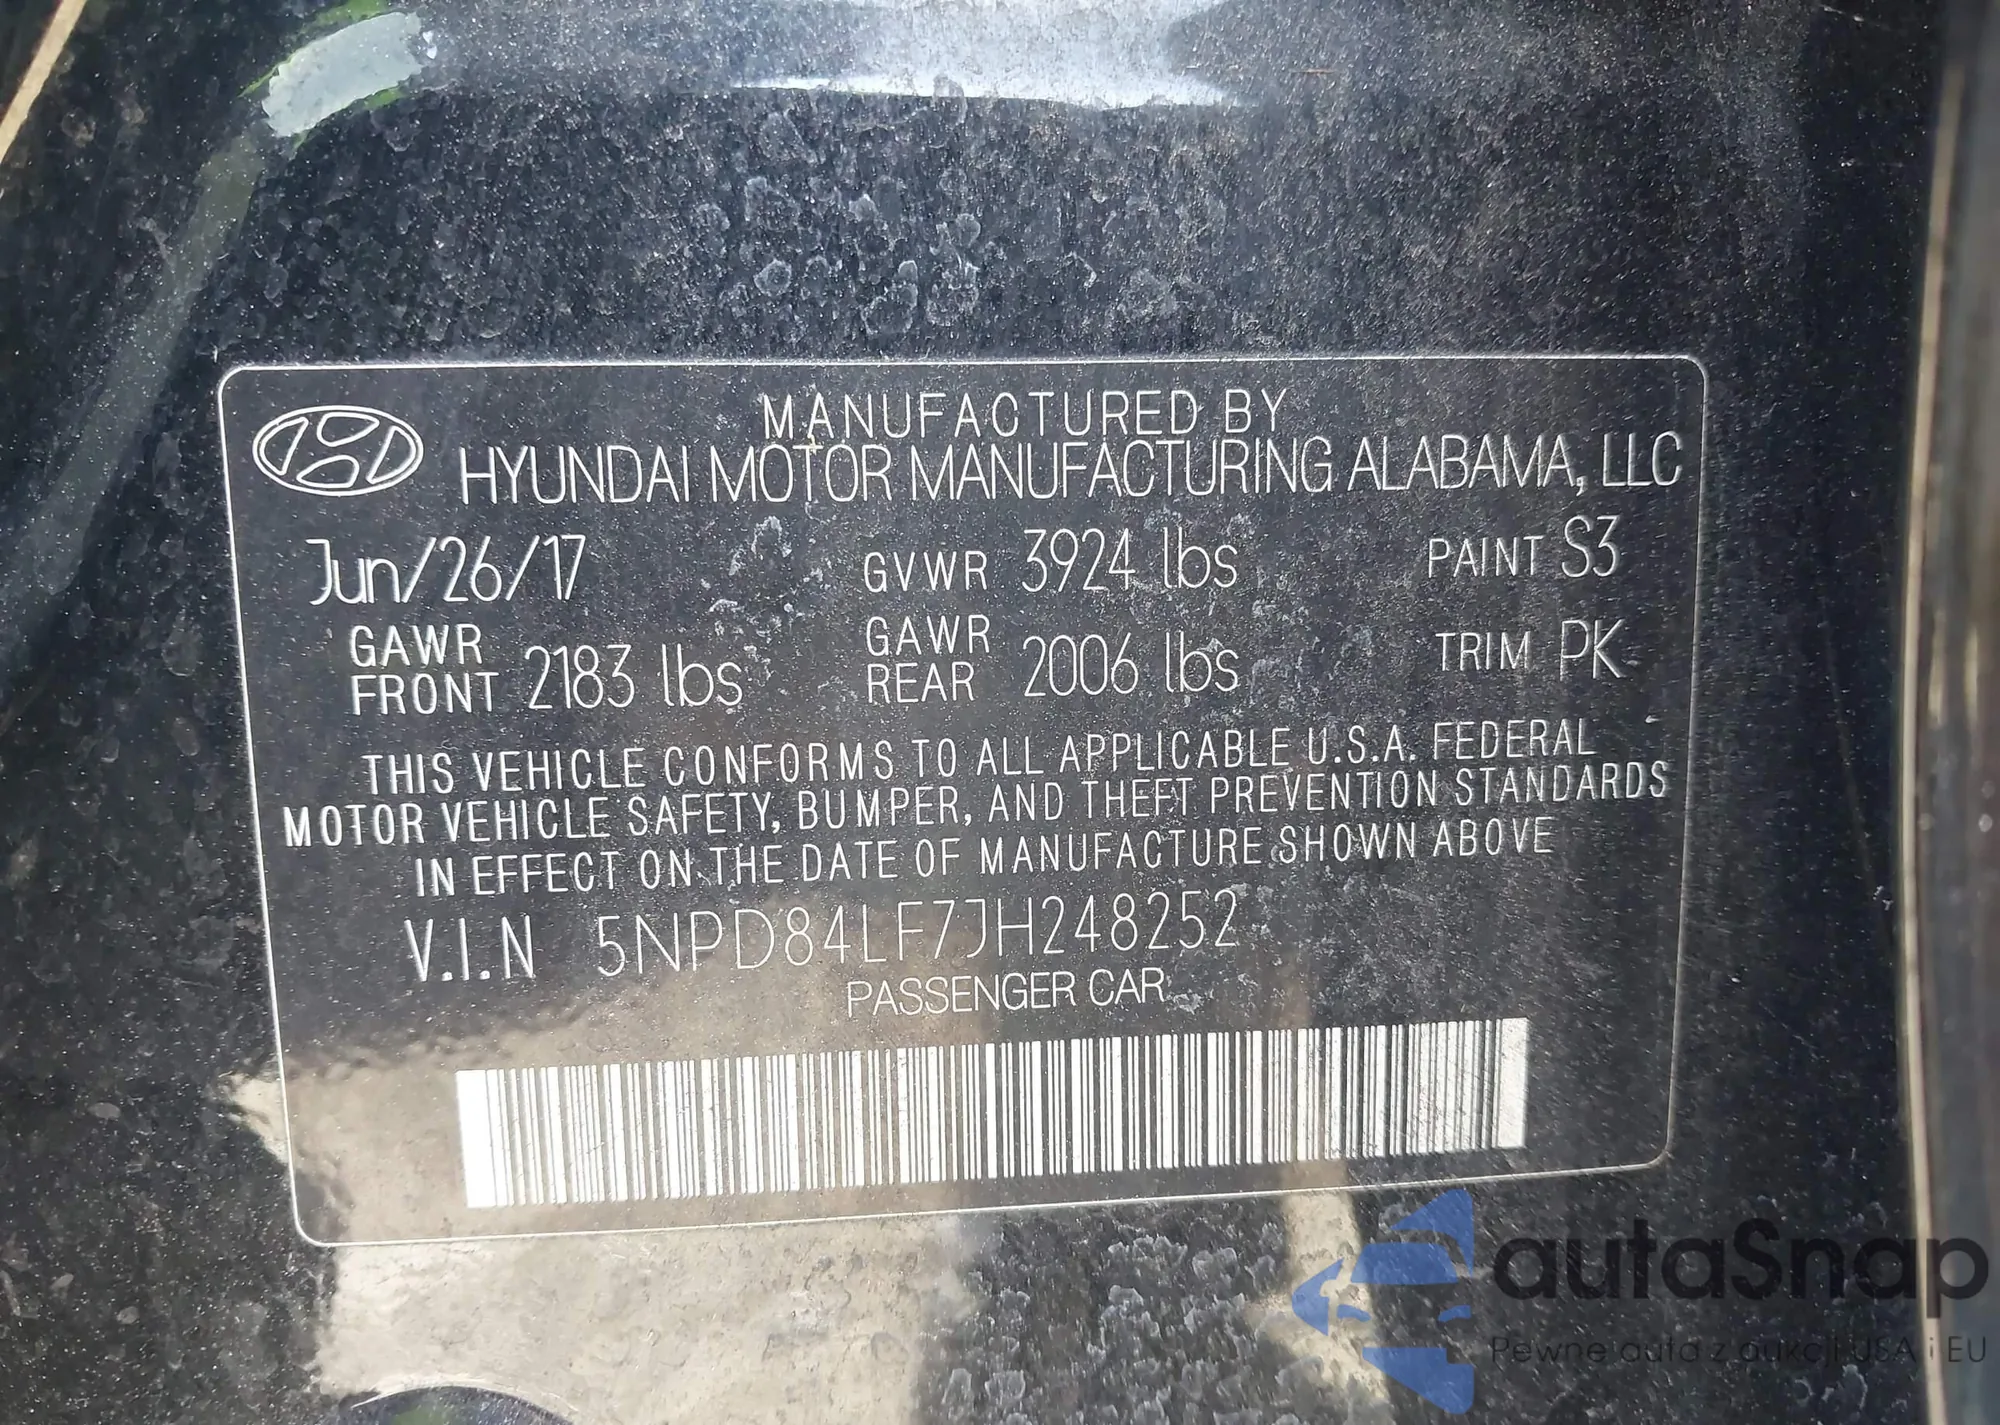 MANUFACTURED BY
HYUNDAI MOTOR MANUFACTURING ALABAMA, LLC
Jun/26/17 GVWR 3924 lbs PAINT S3
GAWR FRONT 2183 lbs GAWR REAR 2006 lbs TRIM PK
THIS VEHICLE CONFORMS TO ALL APPLICABLE U.S.A. FEDERAL
MOTOR VEHICLE SAFETY, BUMPER, AND THEFT PREVENTION STANDARDS
IN EFFECT ON THE DATE OF MANUFACTURE SHOWN ABOVE
V.I.N 5NPD84LF7JH248252
PASSENGER CAR
autaSnap
Pewne auta z aukcji USA i EU